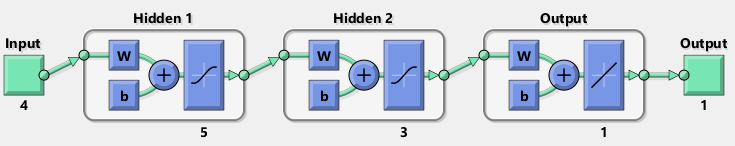 Hidden 1 Hidden 2 Output
Input Output
W W W
b b b
4 1
5 3 1